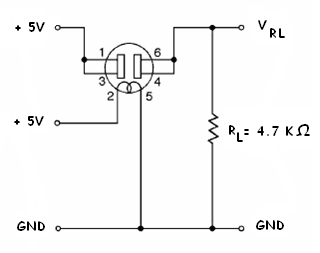 + 5V
V RL
1
6
3
4
2
5
+ 5V
RL= 4.7 KΩ
GND
GND